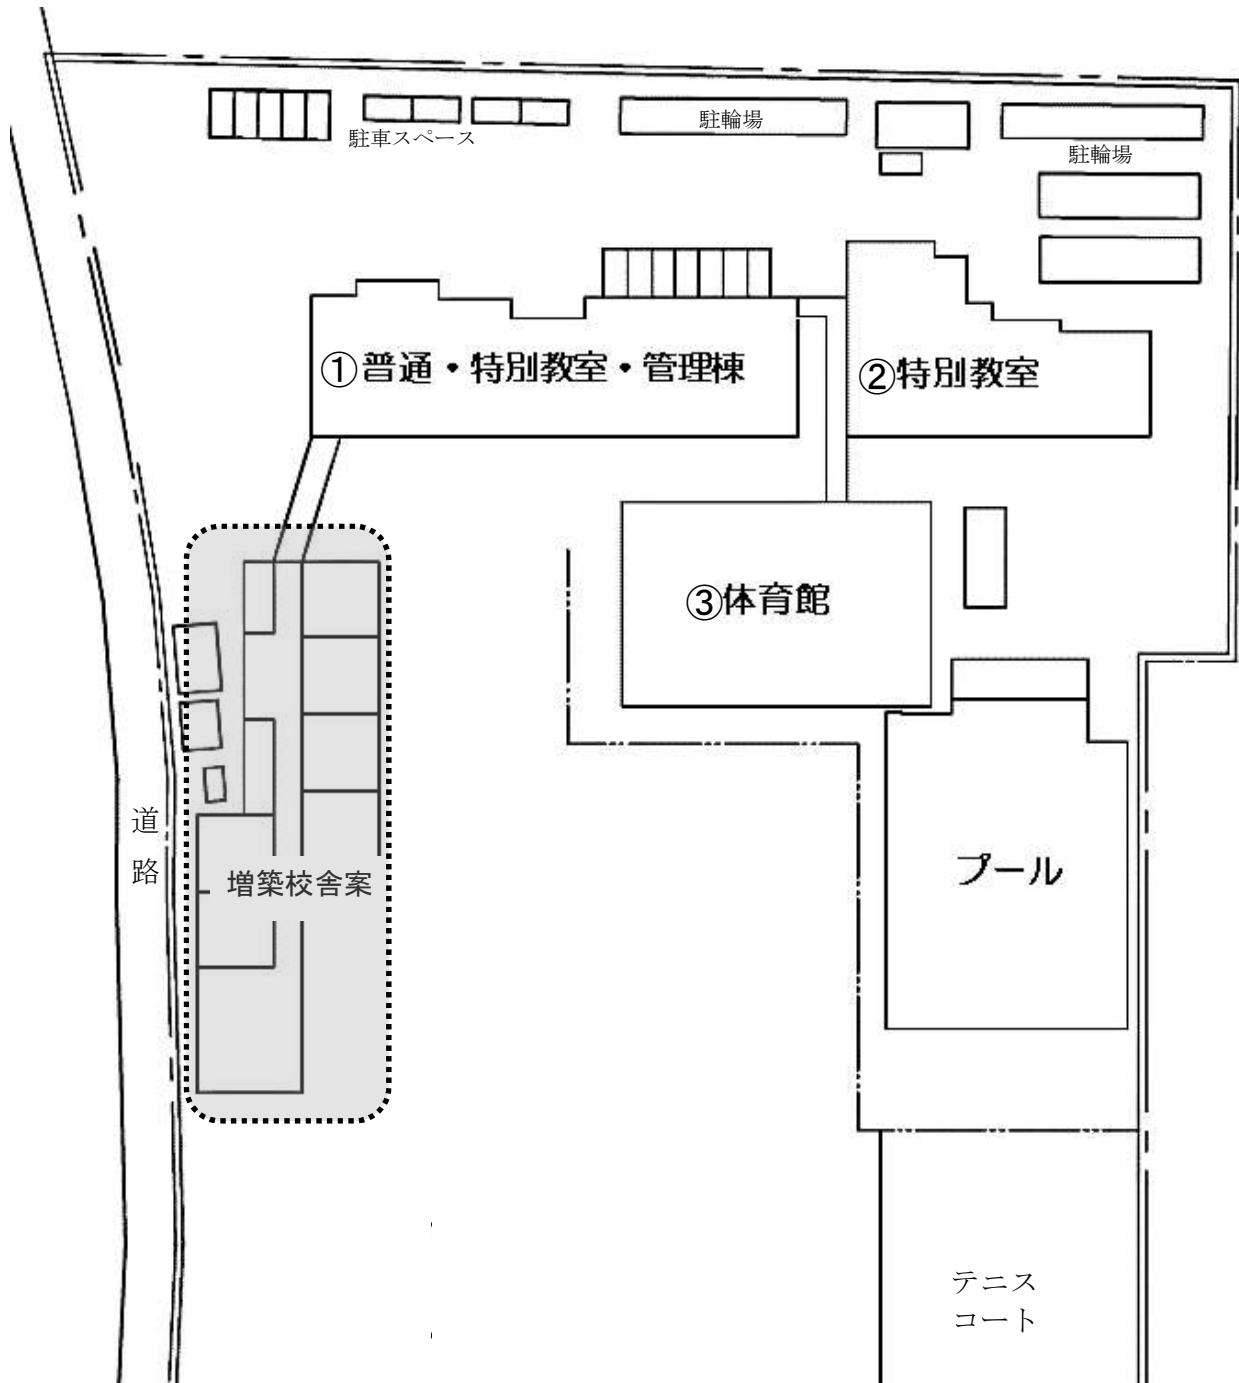 駐車スペース
駐輪場
駐輪場
①普通・特別教室・管理棟
②特別教室
③体育館
道
路
増築校舎案
プール
テニス
コート